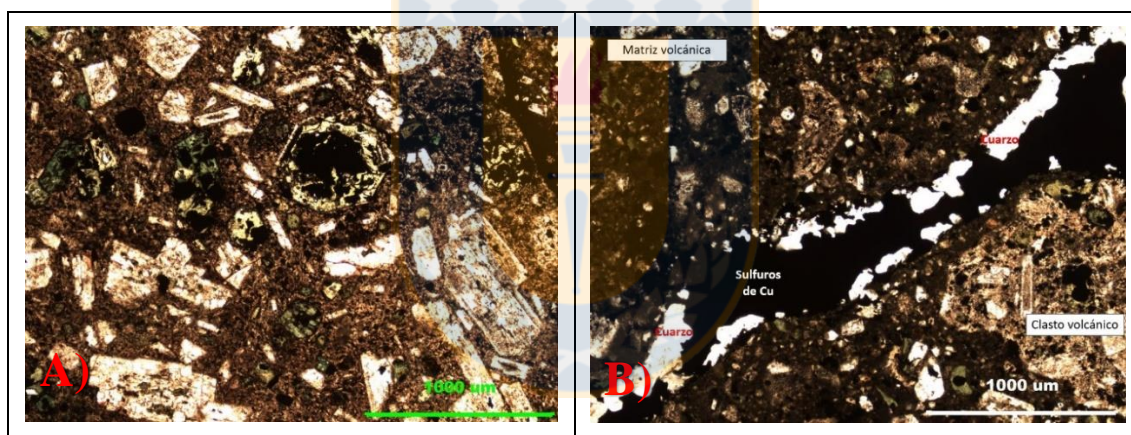 A)
1000 um
Matriz volcánica
Cuarzo
Sulfuros
de Cu
Cuarzo
Clasto volcánico
B)
1000 um